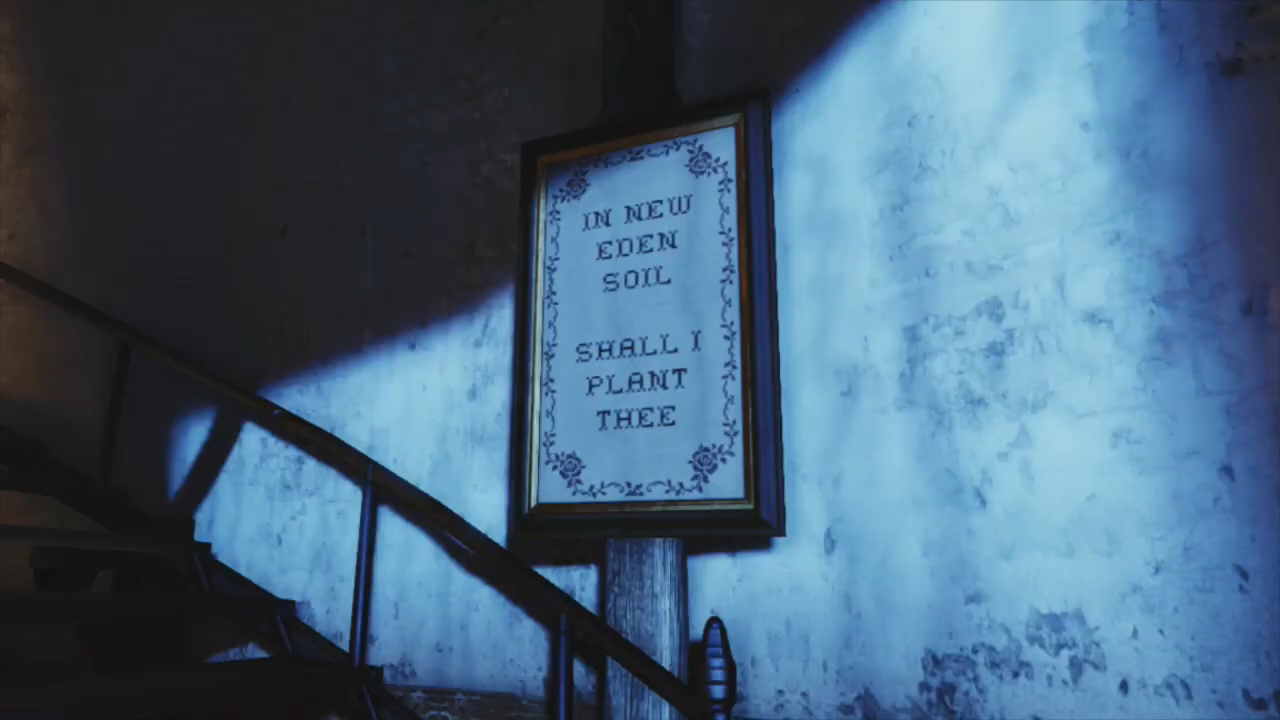 IN NEW
EDEN
SOIL
SHALL I
PLANT
THEE